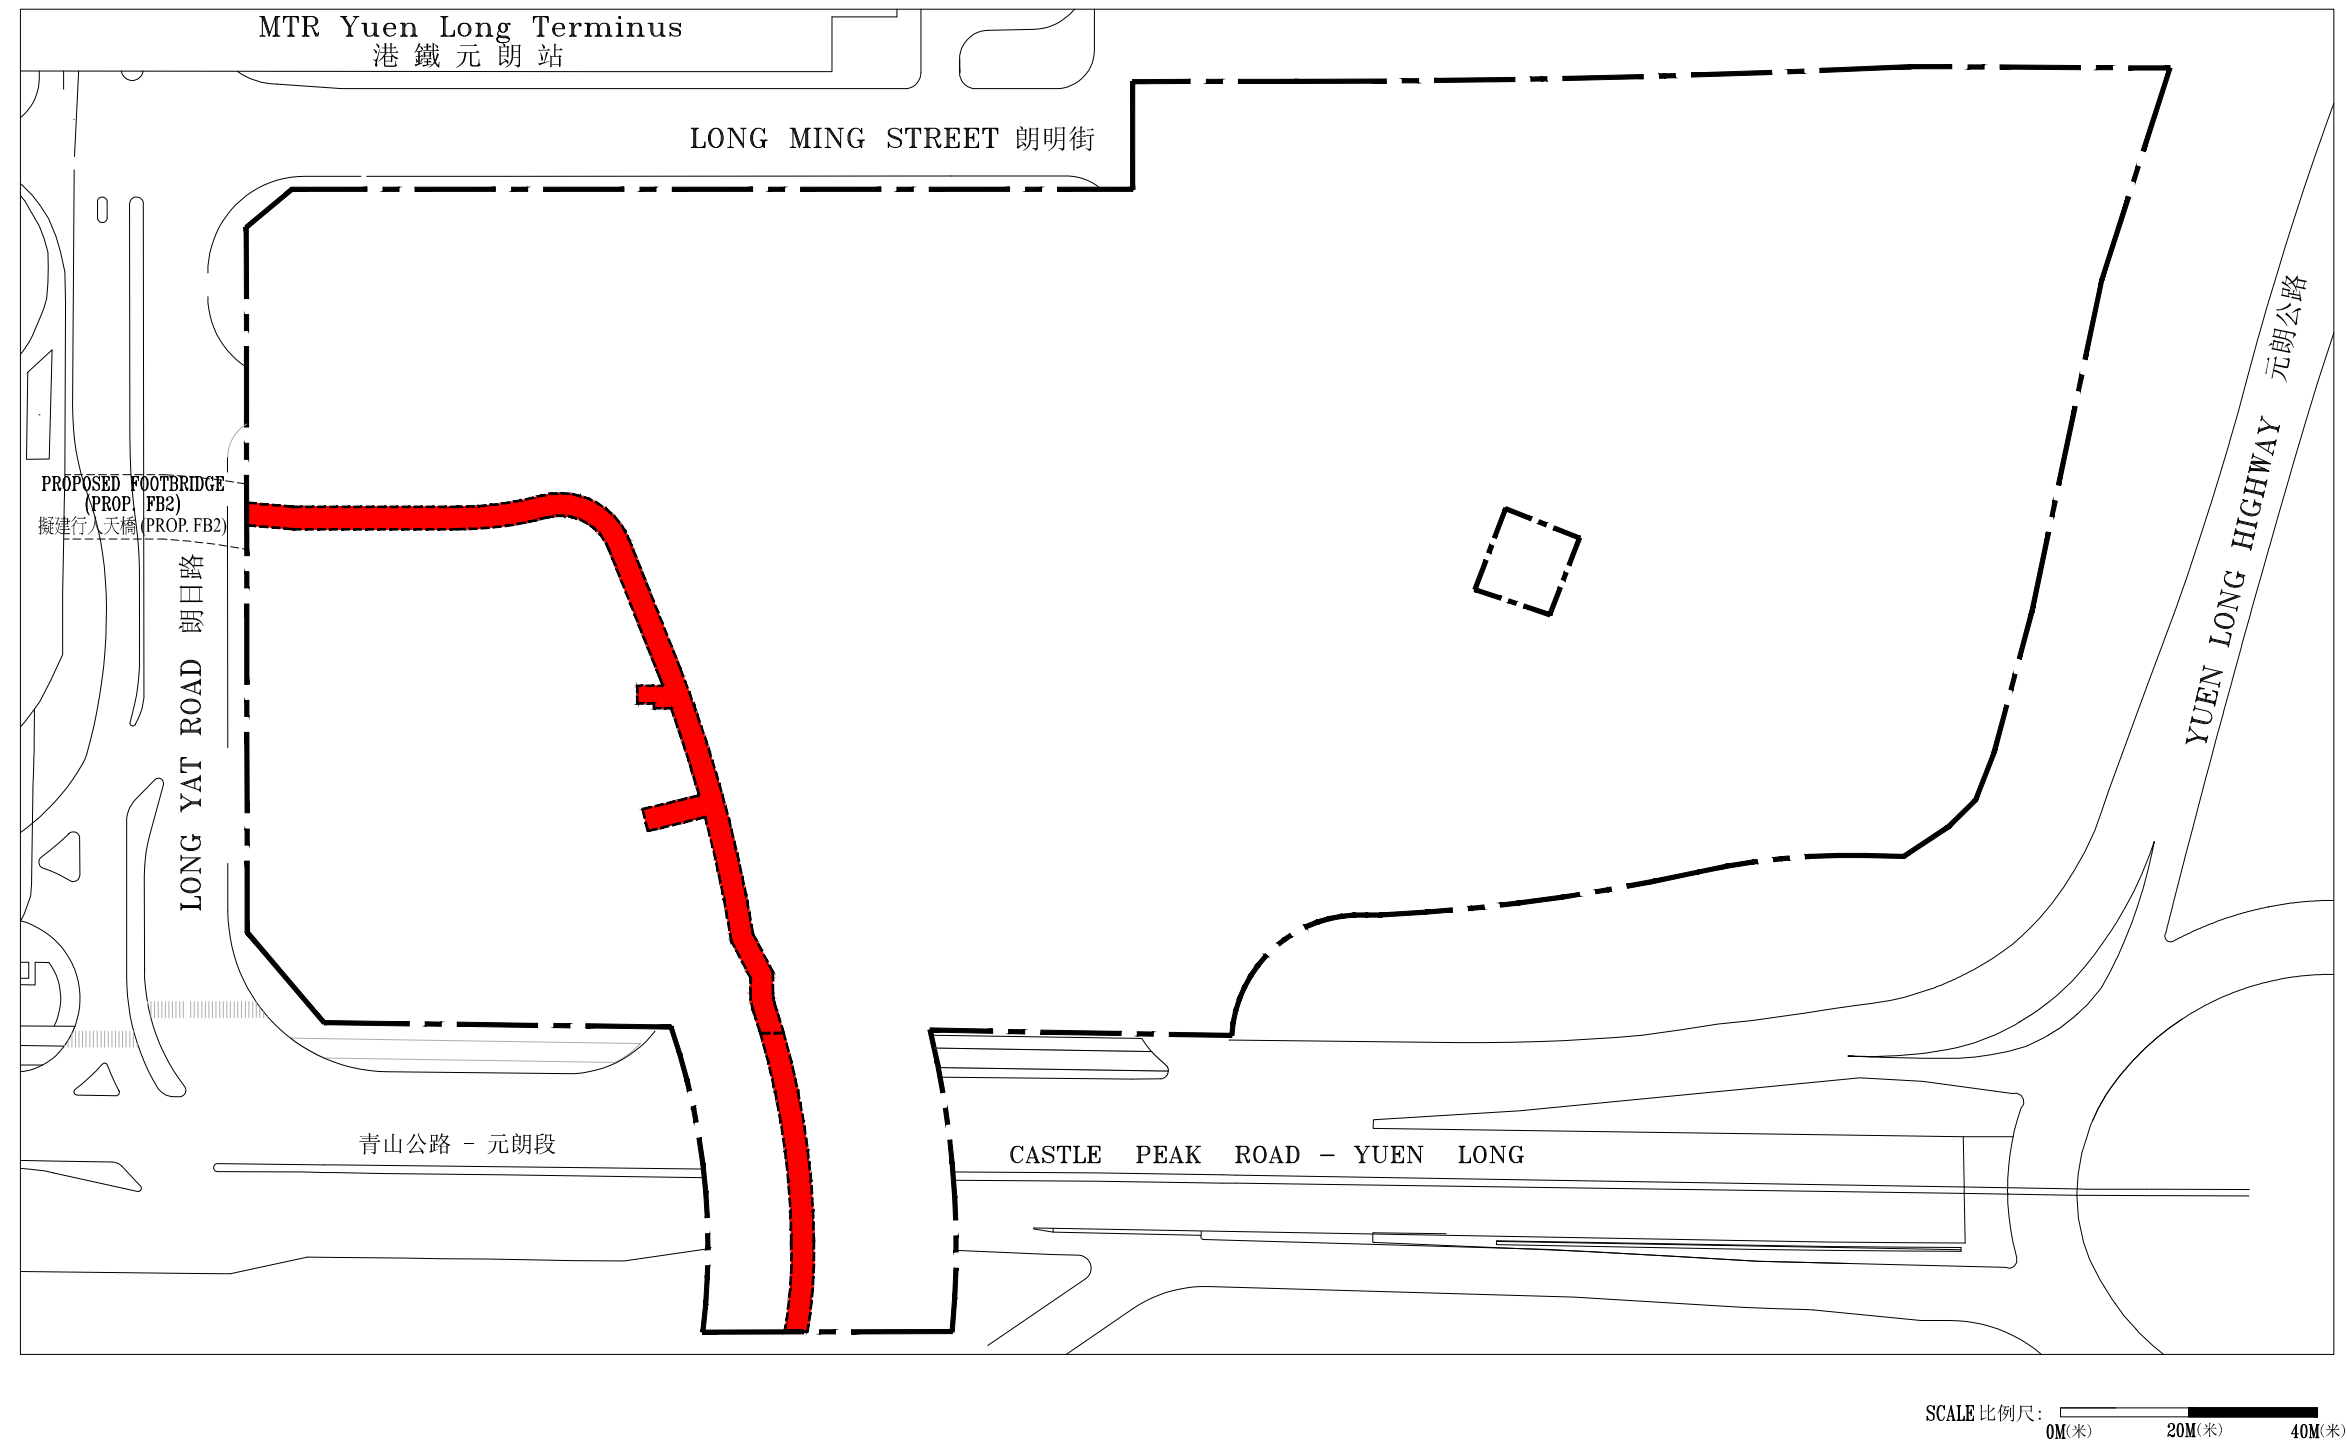 MTR Yuen Long Terminus
港鐵元朗站
LONG MING STREET 朗明街
YUEN LONG HIGHWAY 元朗公路
PROPOSED FOOTBRIDGE
(PROP. FB2)
擬建行人天橋 (PROP. FB2)
LONG YAT ROAD 朗日路
青山公路 - 元朗段
CASTLE PEAK ROAD - YUEN LONG
SCALE 比例尺:
0M(米) 20M(米) 40M(米)